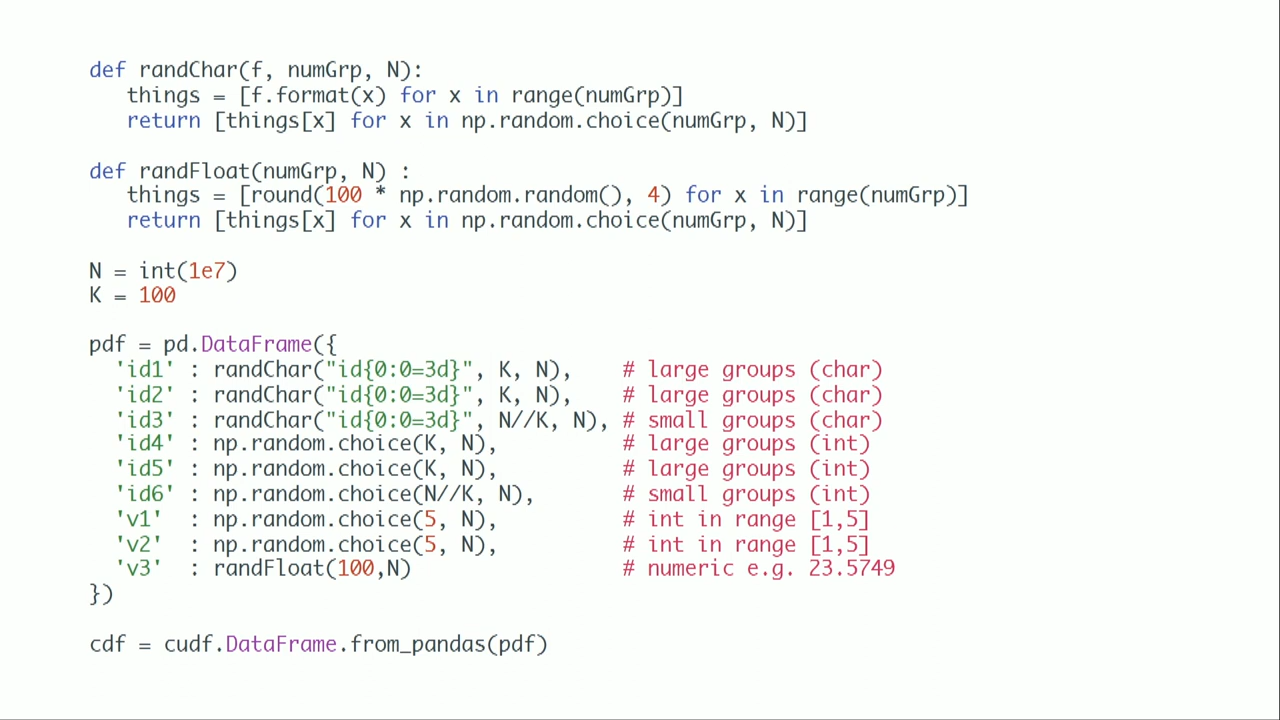 def randChar(f, numGrp, N):
   things = [f.format(x) for x in range(numGrp)]
   return [things[x] for x in np.random.choice(numGrp, N)]
def randFloat(numGrp, N) :
   things = [round(100 * np.random.random(), 4) for x in range(numGrp)]
   return [things[x] for x in np.random.choice(numGrp, N)]
N = int(1e7)
K = 100
pdf = pd.DataFrame({
  'id1' : randChar("id{0:0=3d}", K, N),    # large groups (char)
  'id2' : randChar("id{0:0=3d}", K, N),    # large groups (char)
  'id3' : randChar("id{0:0=3d}", N//K, N), # small groups (char)
  'id4' : np.random.choice(K, N),          # large groups (int)
  'id5' : np.random.choice(K, N),          # large groups (int)
  'id6' : np.random.choice(N//K, N),       # small groups (int)
  'v1'  : np.random.choice(5, N),          # int in range [1,5]
  'v2'  : np.random.choice(5, N),          # int in range [1,5]
  'v3'  : randFloat(100,N)                 # numeric e.g. 23.5749
})
cdf = cudf.DataFrame.from_pandas(pdf)